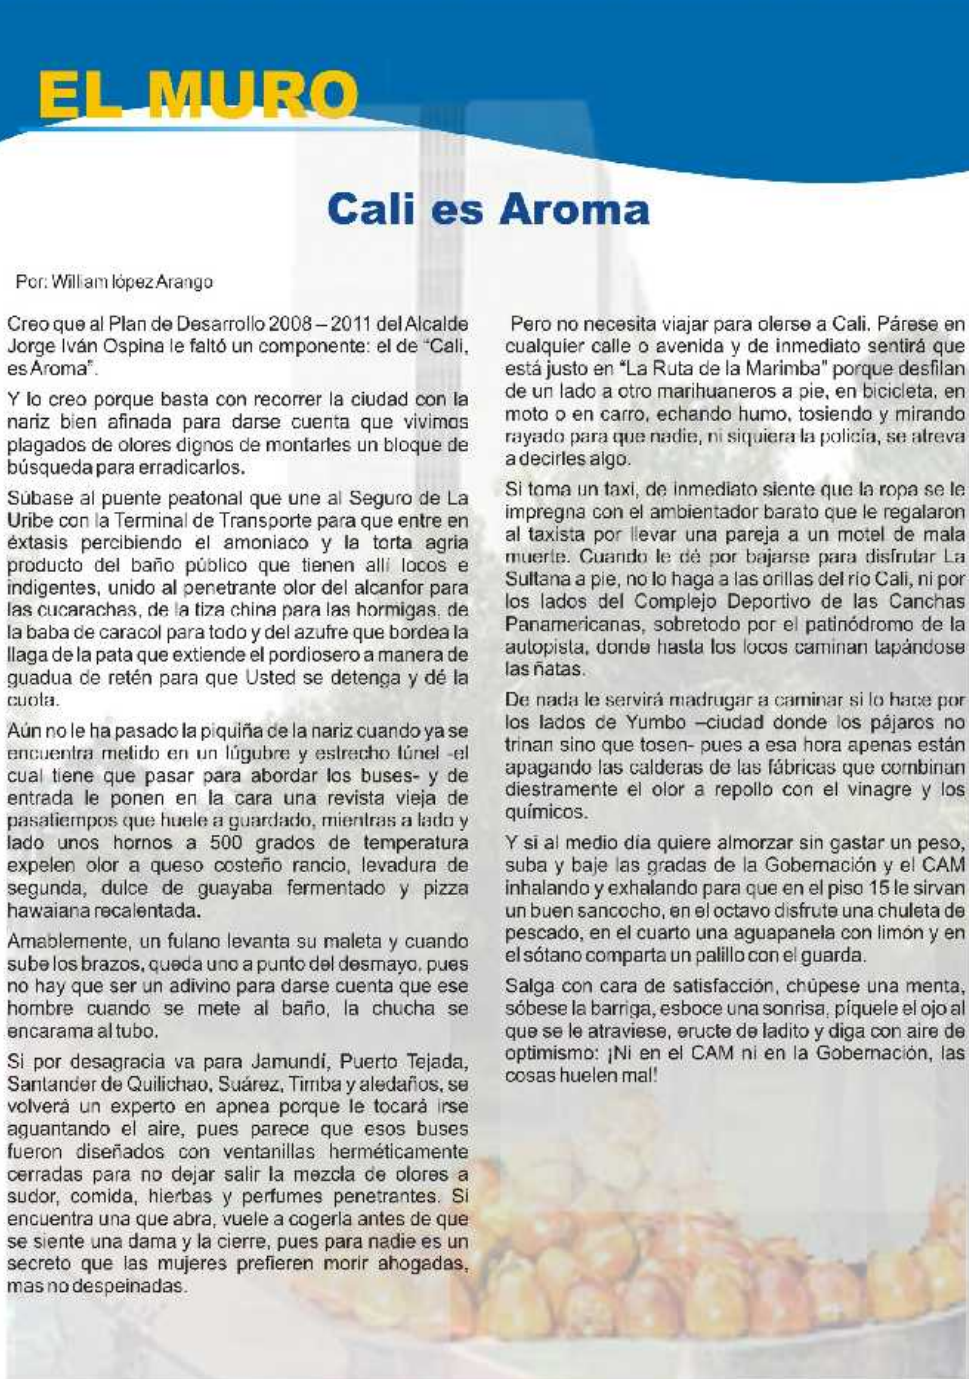 EL MURO
Cali es Aroma
Por: William lópez Arango
Creo que al Plan de Desarrollo 2008 – 2011 del Alcalde
Jorge Iván Ospina le faltó un componente: el de “Cali,
es Aroma”.
Y lo creo porque basta con recorrer la ciudad con la
nariz bien afinada para darse cuenta que vivimos
plagados de olores dignos de montarles un bloque de
búsqueda para erradicarlos.
Súbase al puente peatonal que une al Seguro de La
Uribe con la Terminal de Transporte para que entre en
éxtasis percibiendo el amoniaco y la torta agria
producto del baño público que tienen allí locos e
indigentes, unido al penetrante olor del alcanfor para
las cucarachas, de la tiza china para las hormigas, de
la baba de caracol para todo y del azufre que bordea la
llaga de la pata que extiende el pordiosero a manera de
guadua de retén para que Usted se detenga y dé la
cuota.
Aún no le ha pasado la piquiña de la nariz cuando ya se
encuentra metido en un lúgubre y estrecho túnel -el
cual tiene que pasar para abordar los buses- y de
entrada le ponen en la cara una revista vieja de
pasatiempos que huele a guardado, mientras a lado y
lado unos hornos a 500 grados de temperatura
expelen olor a queso costeño rancio, levadura de
segunda, dulce de guayaba fermentado y pizza
hawaiana recalentada.
Amablemente, un fulano levanta su maleta y cuando
sube los brazos, queda uno a punto del desmayo, pues
no hay que ser un adivino para darse cuenta que ese
hombre cuando se mete al baño, la chucha se
encarama al tubo.
Si por desagracia va para Jamundí, Puerto Tejada,
Santander de Quilichao, Suárez, Timba y aledaños, se
volverá un experto en apnea porque le tocará irse
aguantando el aire, pues parece que esos buses
fueron diseñados con ventanillas herméticamente
cerradas para no dejar salir la mezcla de olores a
sudor, comida, hierbas y perfumes penetrantes. Si
encuentra una que abra, vuele a cogerla antes de que
se siente una dama y la cierre, pues para nadie es un
secreto que las mujeres prefieren morir ahogadas,
mas no despeinadas.
Pero no necesita viajar para olerse a Cali. Párese en
cualquier calle o avenida y de inmediato sentirá que
está justo en “La Ruta de la Marimba” porque desfilan
de un lado a otro marihuaneros a pie, en bicicleta, en
moto o en carro, echando humo, tosiendo y mirando
rayado para que nadie, ni siquiera la policía, se atreva
a decirles algo.
Si toma un taxi, de inmediato siente que la ropa se le
impregna con el ambientador barato que le regalaron
al taxista por llevar una pareja a un motel de mala
muerte. Cuando le dé por bajarse para disfrutar La
Sultana a pie, no lo haga a las orillas del río Cali, ni por
los lados del Complejo Deportivo de las Canchas
Panamericanas, sobretodo por el patinódromo de la
autopista, donde hasta los locos caminan tapándose
las ñatas.
De nada le servirá madrugar a caminar si lo hace por
los lados de Yumbo –ciudad donde los pájaros no
trinan sino que tosen- pues a esa hora apenas están
apagando las calderas de las fábricas que combinan
diestramente el olor a repollo con el vinagre y los
químicos.
Y si al medio día quiere almorzar sin gastar un peso,
suba y baje las gradas de la Gobernación y el CAM
inhalando y exhalando para que en el piso 15 le sirvan
un buen sancocho, en el octavo disfrute una chuleta de
pescado, en el cuarto una aguapanela con limón y en
el sótano comparta un palillo con el guarda.
Salga con cara de satisfacción, chúpese una menta,
sóbese la barriga, esboce una sonrisa, píquele el ojo al
que se le atraviese, eructe de ladito y diga con aire de
optimismo: ¡Ni en el CAM ni en la Gobernación, las
cosas huelen mal!